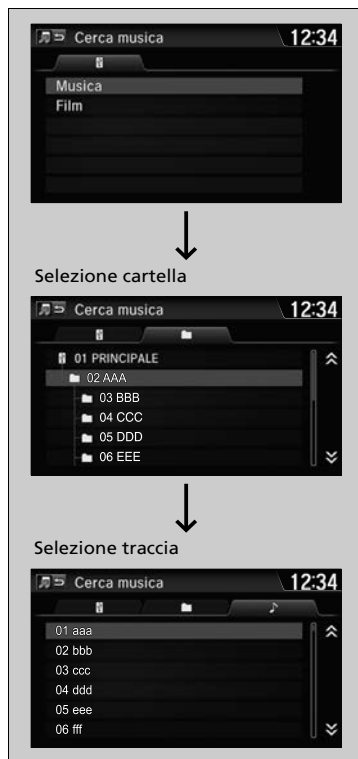 Cerca musica 12:34
Musica
Film
Selezione cartella
Cerca musica 12:34
01 PRINCIPALE
02 AAA
03 BBB
04 CCC
05 DDD
06 EEE
Selezione traccia
Cerca musica 12:34
01 aaa
02 bbb
03 ccc
04 ddd
05 eee
06 fff